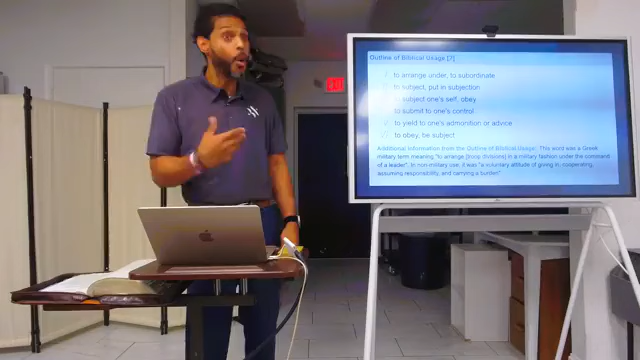 EXIT
Outline of Biblical Usage [?]
to arrange under, to subordinate
to subject, put in subjection
to subject one's self, obey
to submit to one's control
to yield to one's admonition or advice
to obey, be subject
Additional Information from the Outline of Biblical Usage: This word was a Greek
military term meaning "to arrange [troop divisions] in a military fashion under the command
of a leader". In non-military use, it was "a voluntary attitude of giving in, cooperating,
assuming responsibility, and carrying a burden"